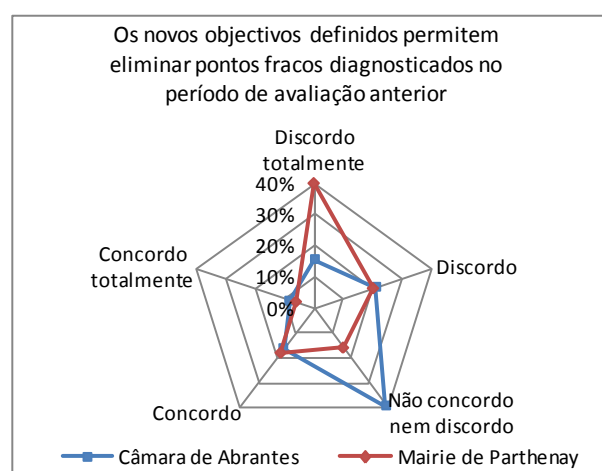 Os novos objectivos definidos permitem
eliminar pontos fracos diagnosticados no
período de avaliação anterior
Discordo
totalmente
40%
30%
20%
10%
0%
Discordo
Não concordo
nem discordo
Concordo
Concordo
totalmente
Câmara de Abrantes
Mairie de Parthenay